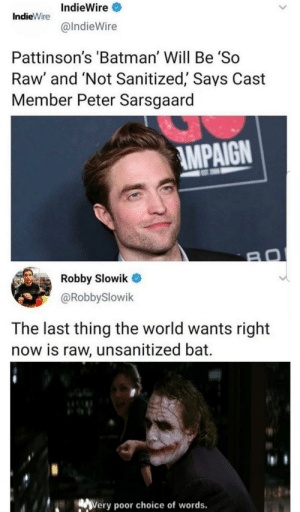 IndieWire
IndieWire
@IndieWire
Pattinson's 'Batman' Will Be 'So
Raw' and 'Not Sanitized,' Says Cast
Member Peter Sarsgaard
AMPAIGN
BO
Robby Slowik
@RobbySlowik
The last thing the world wants right
now is raw, unsanitized bat.
Very poor choice of words.